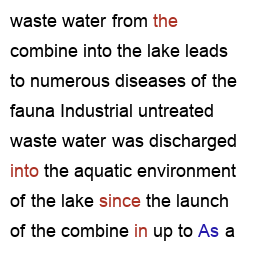 waste water from the
combine into the lake leads
to numerous diseases of the
fauna Industrial untreated
waste water was discharged
into the aquatic environment
of the lake since the launch
of the combine in up to As a